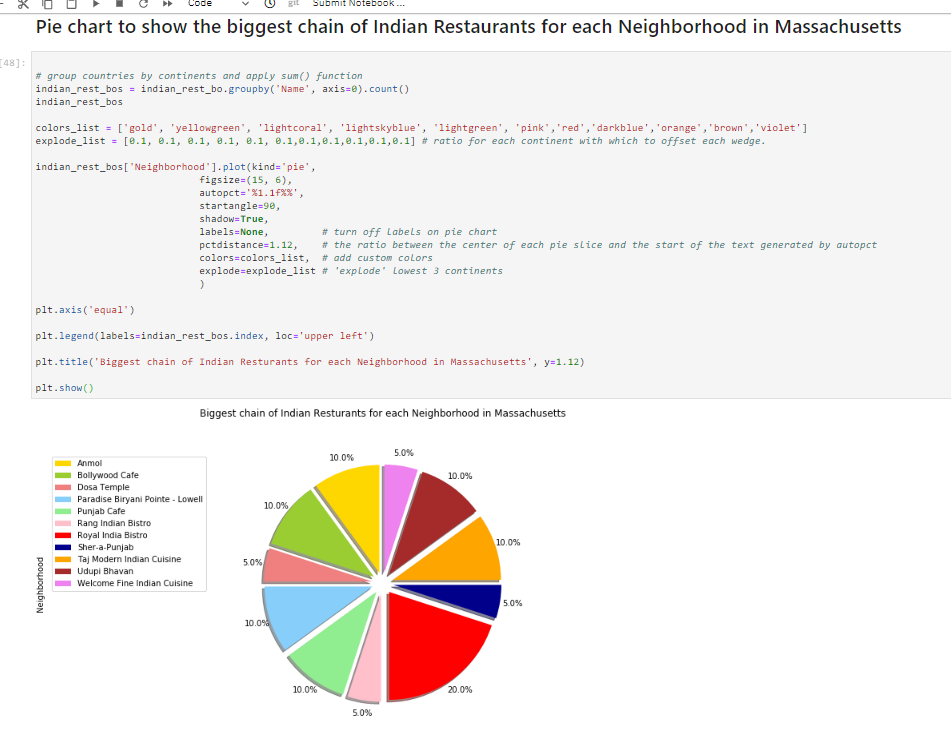 Code
git
Submit Notebook ...
Pie chart to show the biggest chain of Indian Restaurants for each Neighborhood in Massachusetts
[48]:
# group countries by continents and apply sum() function
indian_rest_bos = indian_rest_bo.groupby('Name', axis=0).count()
indian_rest_bos
colors_list = ['gold', 'yellowgreen', 'lightcoral', 'lightskyblue', 'lightgreen', 'pink','red','darkblue','orange','brown','violet']
explode_list = [0.1, 0.1, 0.1, 0.1, 0.1, 0.1,0.1,0.1,0.1,0.1,0.1] # ratio for each continent with which to offset each wedge.
indian_rest_bos['Neighborhood'].plot(kind='pie',
figsize=(15, 6),
autopct='%1.1f%%',
startangle=90,
shadow=True,
labels=None, # turn off labels on pie chart
pctdistance=1.12, # the ratio between the center of each pie slice and the start of the text generated by autopct
colors=colors_list, # add custom colors
explode=explode_list # 'explode' lowest 3 continents
)
plt.axis('equal')
plt.legend(labels=indian_rest_bos.index, loc='upper left')
plt.title('Biggest chain of Indian Resturants for each Neighborhood in Massachusetts', y=1.12)
plt.show()
Biggest chain of Indian Resturants for each Neighborhood in Massachusetts
Anmol
Bollywood Cafe
Dosa Temple
Paradise Biryani Pointe - Lowell
Punjab Cafe
Rang Indian Bistro
Royal India Bistro
Sher-a-Punjab
Taj Modern Indian Cuisine
Udupi Bhavan
Welcome Fine Indian Cuisine
Neighborhood
10.0%
5.0%
10.0%
10.0%
10.0%
5.0%
5.0%
10.0%
10.0%
20.0%
5.0%